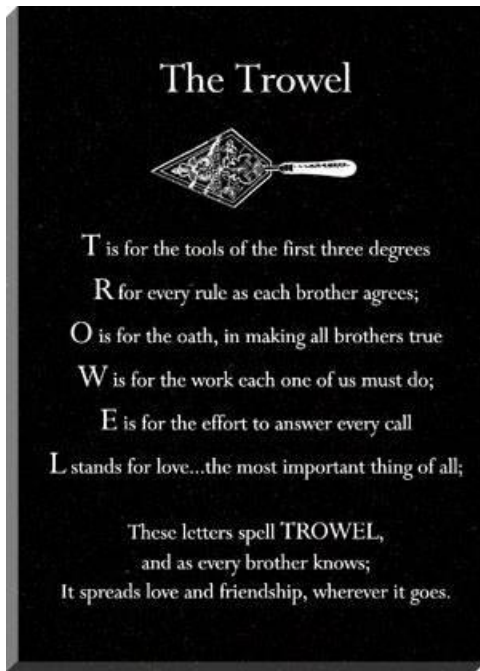 The Trowel
T is for the tools of the first three degrees
R for every rule as each brother agrees;
O is for the oath, in making all brothers true
W is for the work each one of us must do;
E is for the effort to answer every call
L stands for love...the most important thing of all;
These letters spell TROWEL,
and as every brother knows;
It spreads love and friendship, wherever it goes.